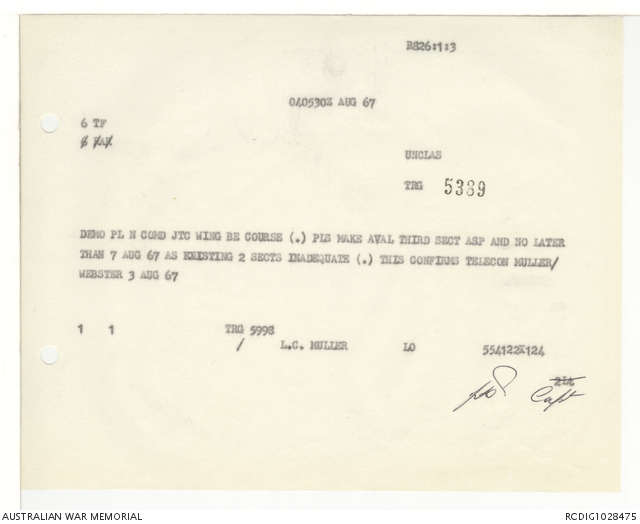 R826:1:3
040530Z AUG 67
6 TF
UNCLAS
TRG 5389
DEMO PL N COMD JTC WING BE COURSE (.) PLS MAKE AVAL THIRD SECT ASP AND NO LATER
THAN 7 AUG 67 AS EXISTING 2 SECTS INADEQUATE (.) THIS CONFIRMS TELECON MULLER/
WEBSTER 3 AUG 67
1 1 TRG 5998
/ L.C. MULLER LO 554122X124
Capt
AUSTRALIAN WAR MEMORIAL RCDIG1028475